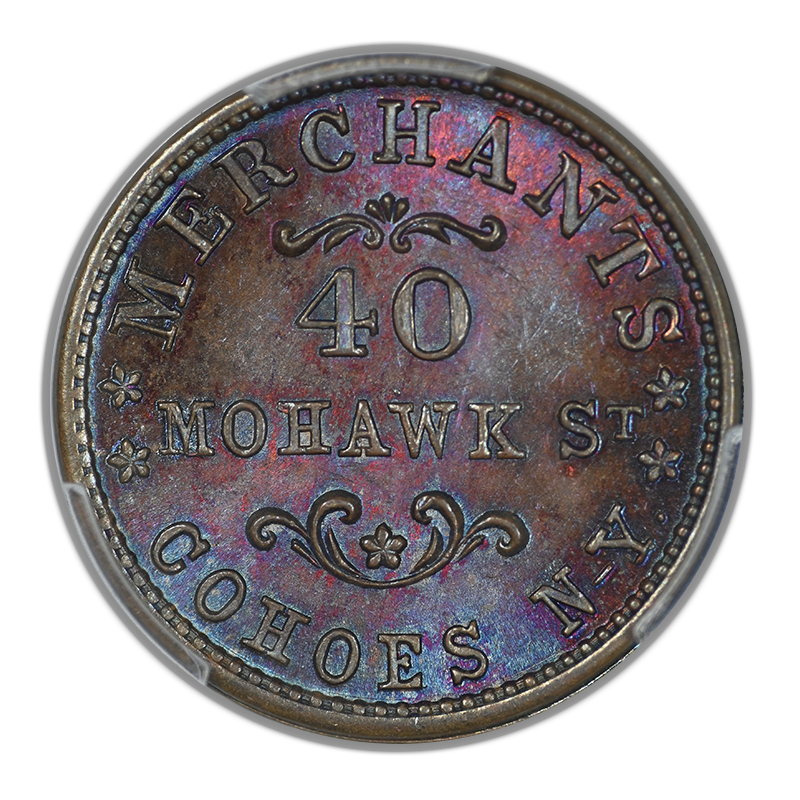 MERCHANTS
40
MOHAWK ST
COHOES N-Y.